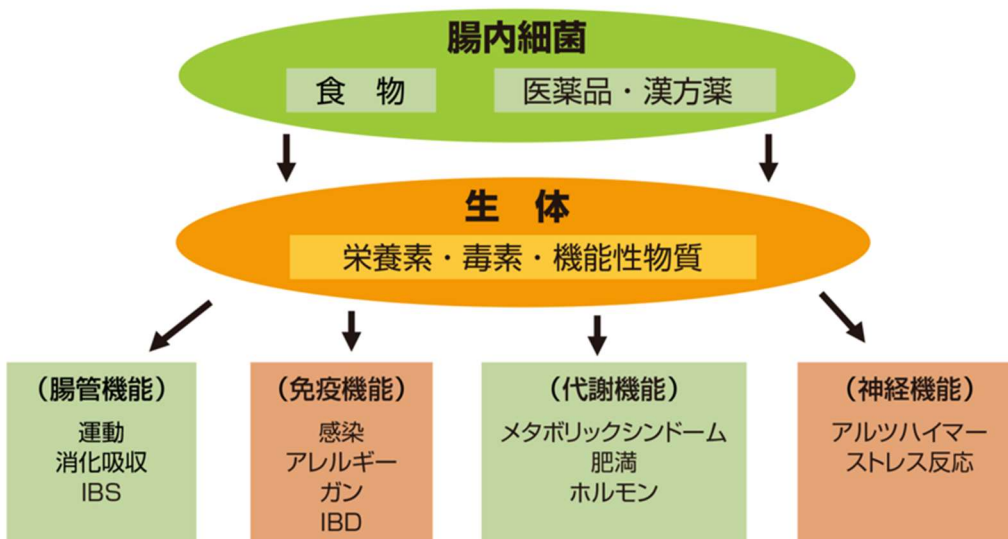 腸内細菌
食　物
医薬品・漢方薬
生　体
栄養素・毒素・機能性物質
（腸管機能）
運動
消化吸収
IBS
（免疫機能）
感染
アレルギー
ガン
IBD
（代謝機能）
メタボリックシンドーム
肥満
ホルモン
（神経機能）
アルツハイマー
ストレス反応